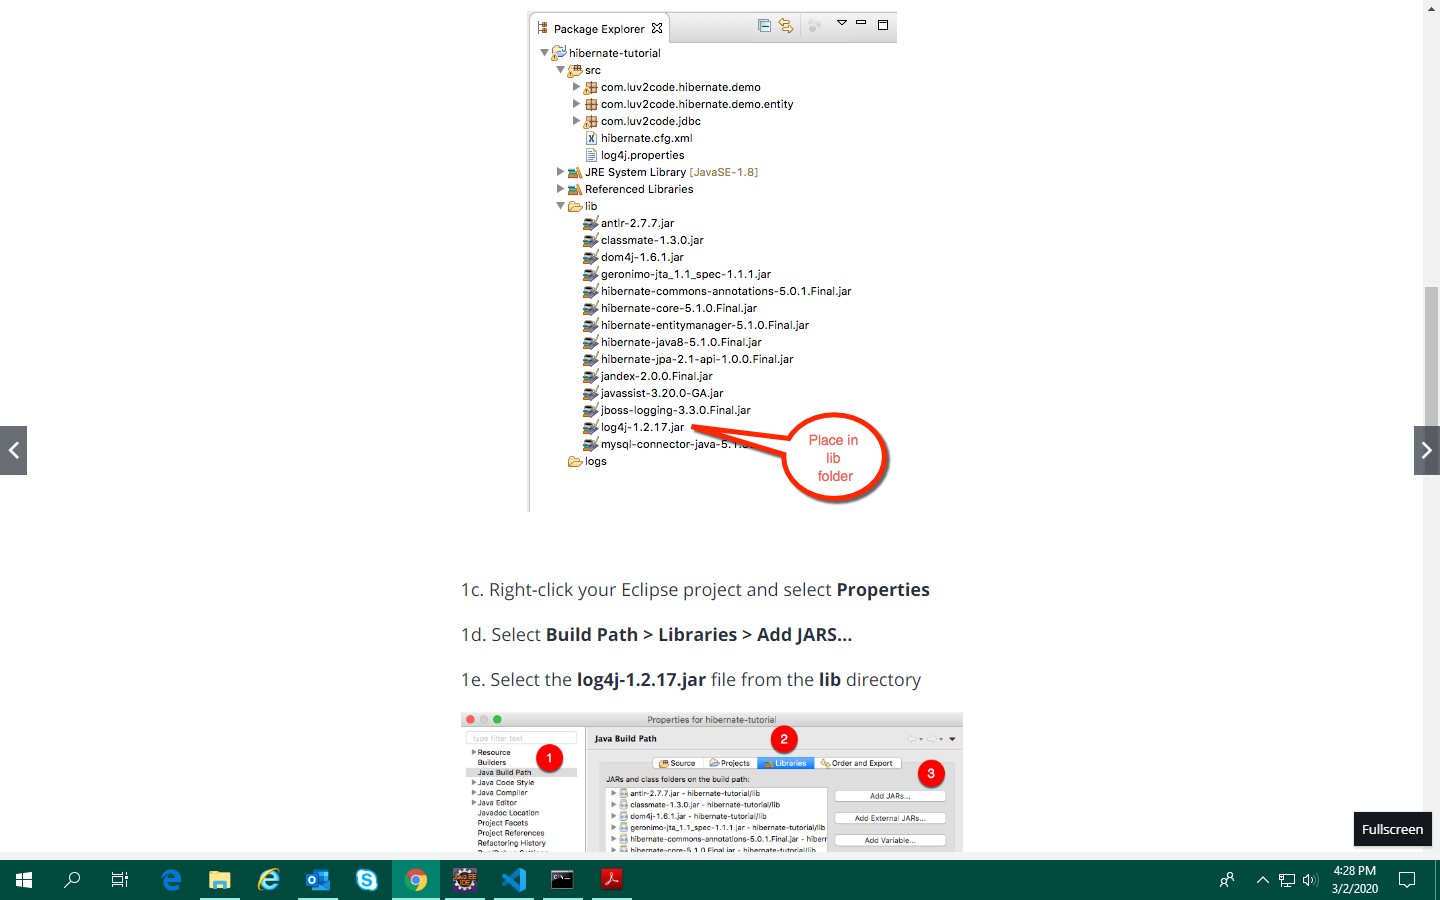 Package Explorer
hibernate-tutorial
src
com.luv2code.hibernate.demo
com.luv2code.hibernate.demo.entity
com.luv2code.jdbc
hibernate.cfg.xml
log4j.properties
JRE System Library [JavaSE-1.8]
Referenced Libraries
lib
antlr-2.7.7.jar
classmate-1.3.0.jar
dom4j-1.6.1.jar
geronimo-jta_1.1_spec-1.1.1.jar
hibernate-commons-annotations-5.0.1.Final.jar
hibernate-core-5.1.0.Final.jar
hibernate-entitymanager-5.1.0.Final.jar
hibernate-java8-5.1.0.Final.jar
hibernate-jpa-2.1-api-1.0.0.Final.jar
jandex-2.0.0.Final.jar
javassist-3.20.0-GA.jar
jboss-logging-3.3.0.Final.jar
log4j-1.2.17.jar
mysql-connector-java-5.1.
logs
Place in
lib
folder
1c. Right-click your Eclipse project and select Properties
1d. Select Build Path > Libraries > Add JARS...
1e. Select the log4j-1.2.17.jar file from the lib directory
Properties for hibernate-tutorial
type filter text
Resource
Builders
Java Build Path
Java Code Style
Java Compiler
Java Editor
Javadoc Location
Project Facets
Project References
Refactoring History
Run/Debug Settings
1
Java Build Path
2
Source Projects Libraries Order and Export
3
JARs and class folders on the build path:
antlr-2.7.7.jar - hibernate-tutorial/lib
classmate-1.3.0.jar - hibernate-tutorial/lib
dom4j-1.6.1.jar - hibernate-tutorial/lib
geronimo-jta_1.1_spec-1.1.1.jar - hibernate-tutorial/lib
hibernate-commons-annotations-5.0.1.Final.jar - hibern
hibernate-core-5.1.0.Final.jar - hibernate-tutorial/lib
Add JARs...
Add External JARs...
Add Variable...
Fullscreen
4:28 PM
3/2/2020